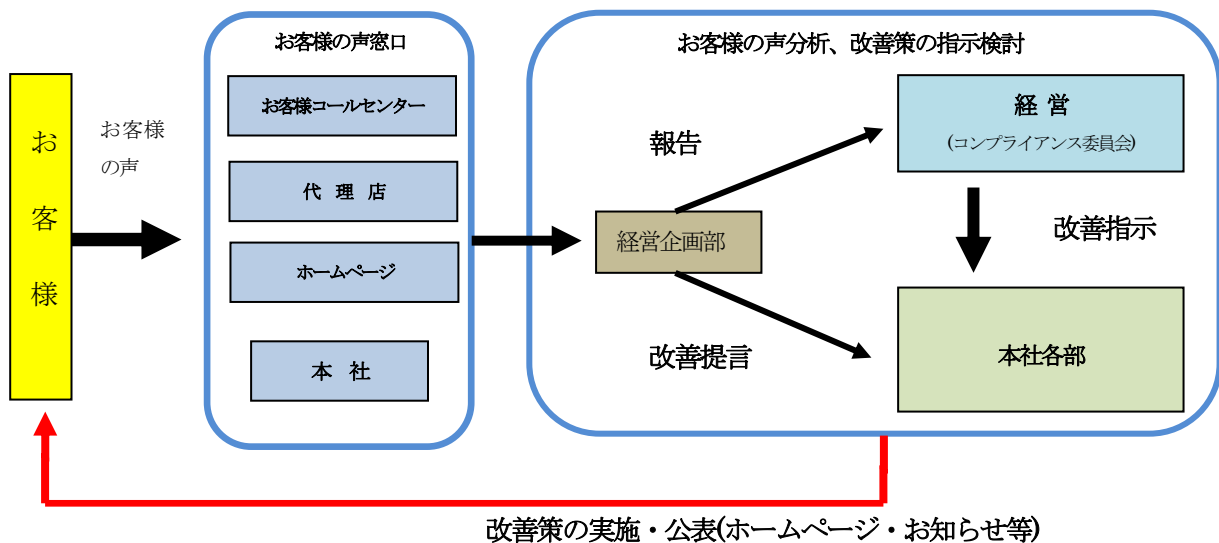 お客様
お客様
の声
お客様の声窓口
お客様コールセンター
代 理 店
ホームページ
本 社
お客様の声分析、改善策の指示検討
報告
経営企画部
改善提言
経 営
(コンプライアンス委員会)
改善指示
本社各部
改善策の実施・公表(ホームページ・お知らせ等)